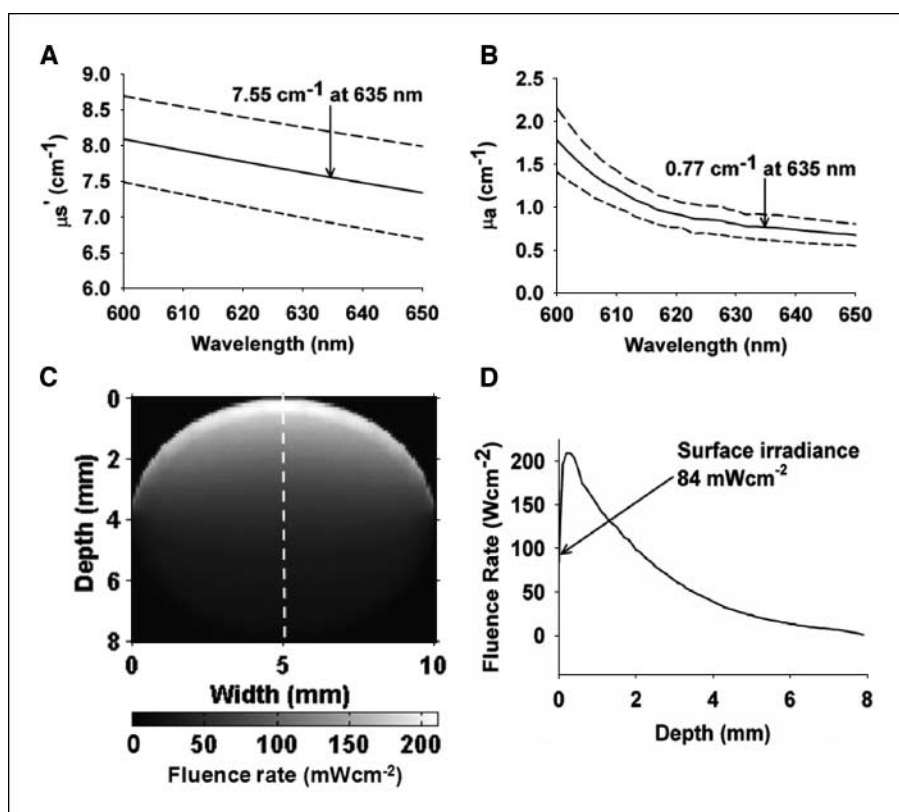 A
μs' (cm⁻¹)
9.0
8.5
8.0
7.5
7.0
6.5
6.0
7.55 cm⁻¹ at 635 nm
600 610 620 630 640 650
Wavelength (nm)
B
μa (cm⁻¹)
2.5
2.0
1.5
1.0
0.5
0.0
0.77 cm⁻¹ at 635 nm
600 610 620 630 640 650
Wavelength (nm)
C
Depth (mm)
0
2
4
6
8
0 5 10
Width (mm)
0 50 100 150 200
Fluence rate (mWcm⁻²)
D
Fluence Rate (Wcm⁻²)
200
150
100
50
0
Surface irradiance
84 mWcm⁻²
0 2 4 6 8
Depth (mm)